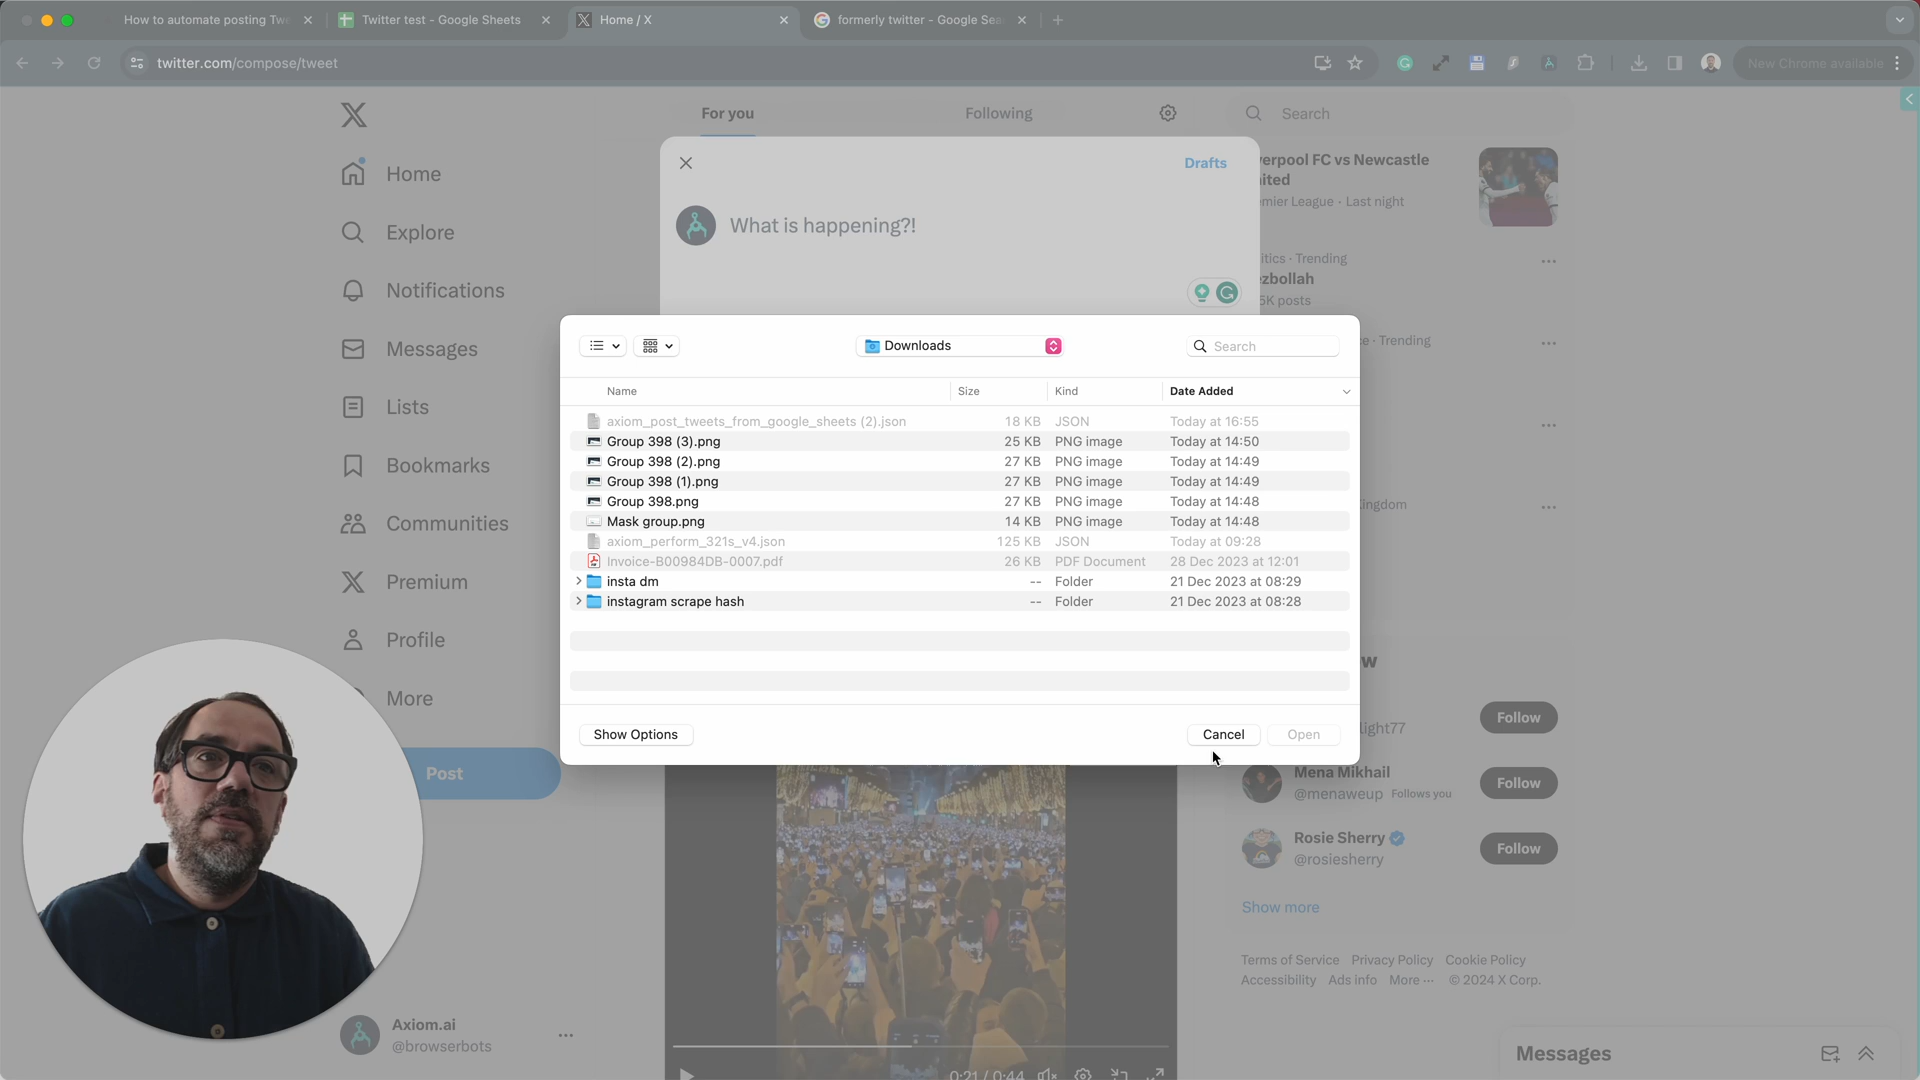 How to automate posting Twe
Twitter test - Google Sheets
Home / X
formerly twitter - Google Sea
twitter.com/compose/tweet
New Chrome available
For you
Following
Search
Home
Explore
Notifications
Messages
Lists
Bookmarks
Communities
Premium
Profile
More
Post
Axiom.ai
@browserbots
Drafts
What is happening?!
verpool FC vs Newcastle
ited
emier League · Last night
itics · Trending
ezbollah
5K posts
ce · Trending
Kingdom
Downloads
Search
Name Size Kind Date Added
axiom_post_tweets_from_google_sheets (2).json 18 KB JSON Today at 16:55
Group 398 (3).png 25 KB PNG image Today at 14:50
Group 398 (2).png 27 KB PNG image Today at 14:49
Group 398 (1).png 27 KB PNG image Today at 14:49
Group 398.png 27 KB PNG image Today at 14:48
Mask group.png 14 KB PNG image Today at 14:48
axiom_perform_321s_v4.json 125 KB JSON Today at 09:28
Invoice-B00984DB-0007.pdf 26 KB PDF Document 28 Dec 2023 at 12:01
insta dm -- Folder 21 Dec 2023 at 08:29
instagram scrape hash -- Folder 21 Dec 2023 at 08:28
Show Options
Cancel
Open
w
light77
Follow
Mena Mikhail
@menaweup Follows you
Follow
Rosie Sherry
@rosiesherry
Follow
Show more
Terms of Service Privacy Policy Cookie Policy
Accessibility Ads info More ··· © 2024 X Corp.
0:21 / 0:44
Messages